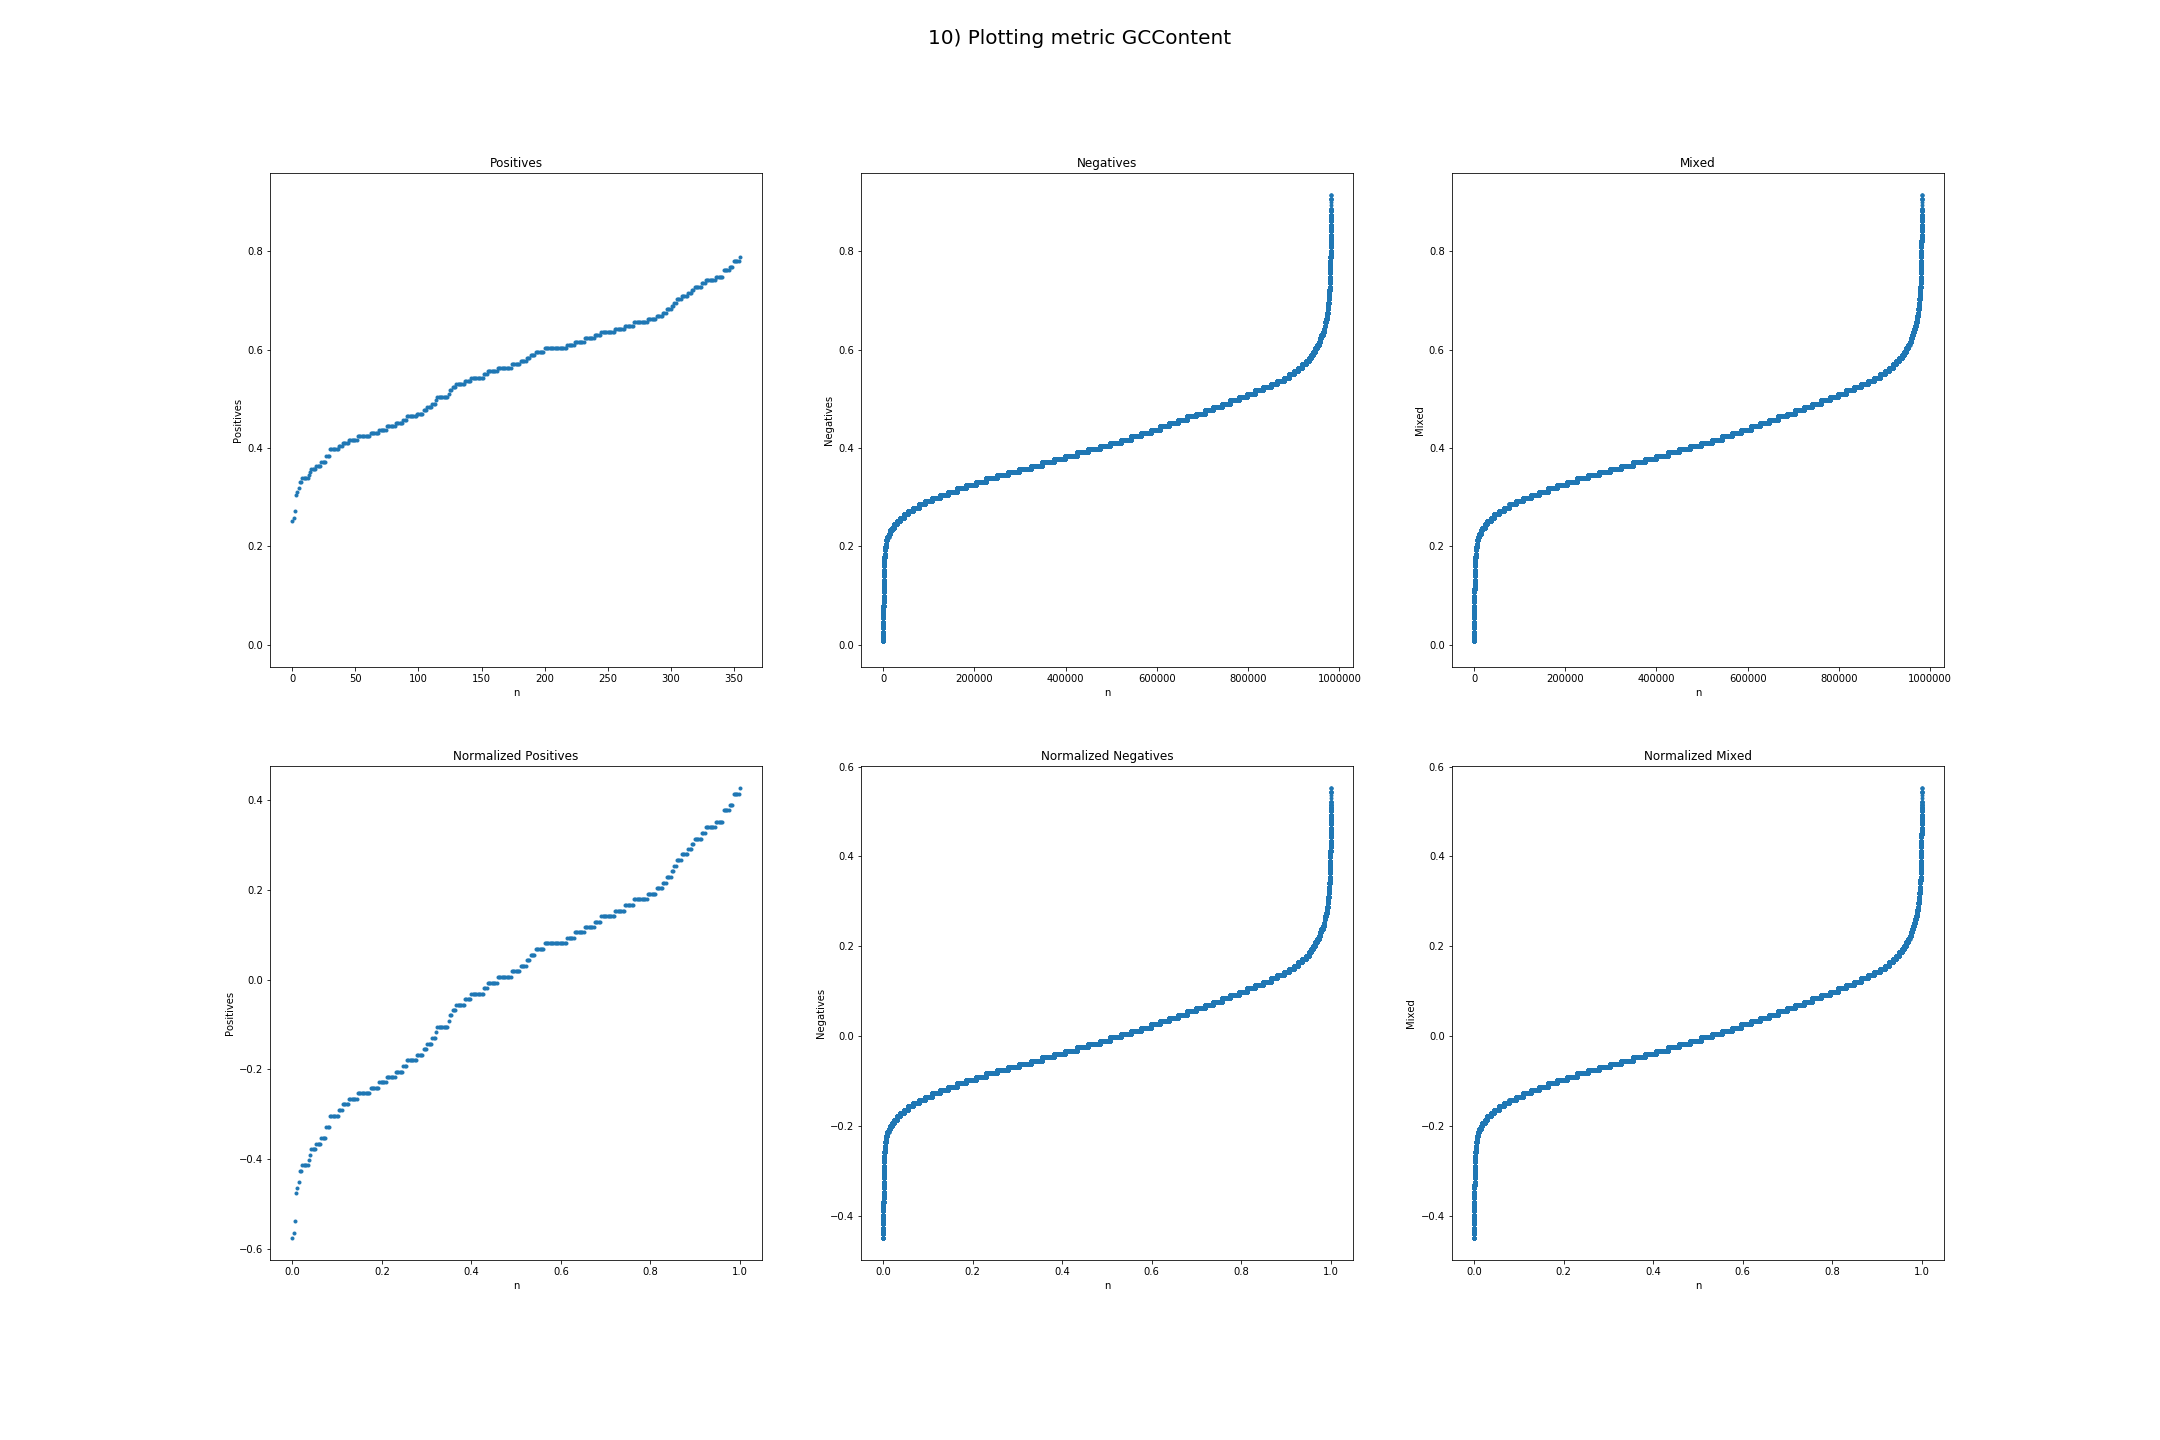 10) Plotting metric GCContent
Positives
Negatives
Mixed
0.8
0.6
0.4
0.2
0.0
Positives
0 50 100 150 200 250 300 350
n
0.8
0.6
0.4
0.2
0.0
Negatives
0 200000 400000 600000 800000 1000000
n
0.8
0.6
0.4
0.2
0.0
Mixed
0 200000 400000 600000 800000 1000000
n
Normalized Positives
Normalized Negatives
Normalized Mixed
0.4
0.2
0.0
−0.2
−0.4
−0.6
Positives
0.0 0.2 0.4 0.6 0.8 1.0
n
0.6
0.4
0.2
0.0
−0.2
−0.4
Negatives
0.0 0.2 0.4 0.6 0.8 1.0
n
0.6
0.4
0.2
0.0
−0.2
−0.4
Mixed
0.0 0.2 0.4 0.6 0.8 1.0
n